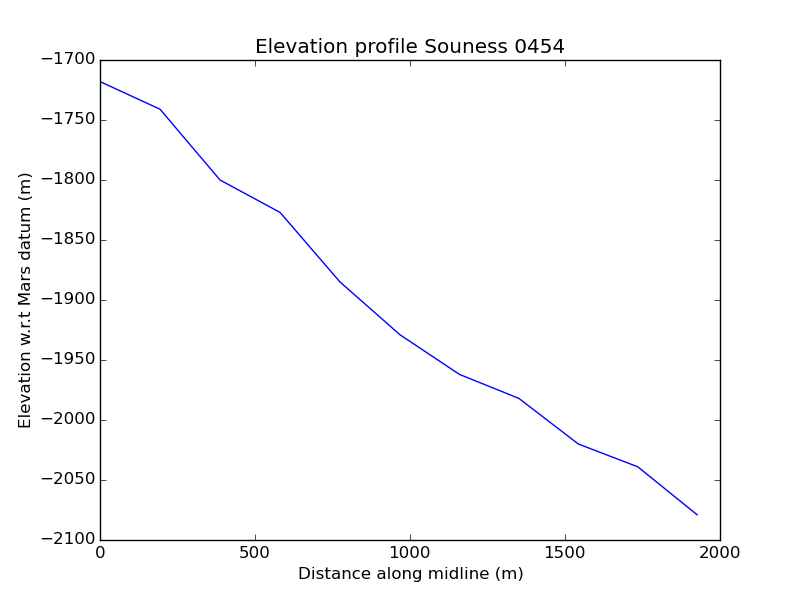 Elevation profile Souness 0454
−1700
−1750
−1800
−1850
−1900
−1950
−2000
−2050
−2100
Elevation w.r.t Mars datum (m)
0 500 1000 1500 2000
Distance along midline (m)